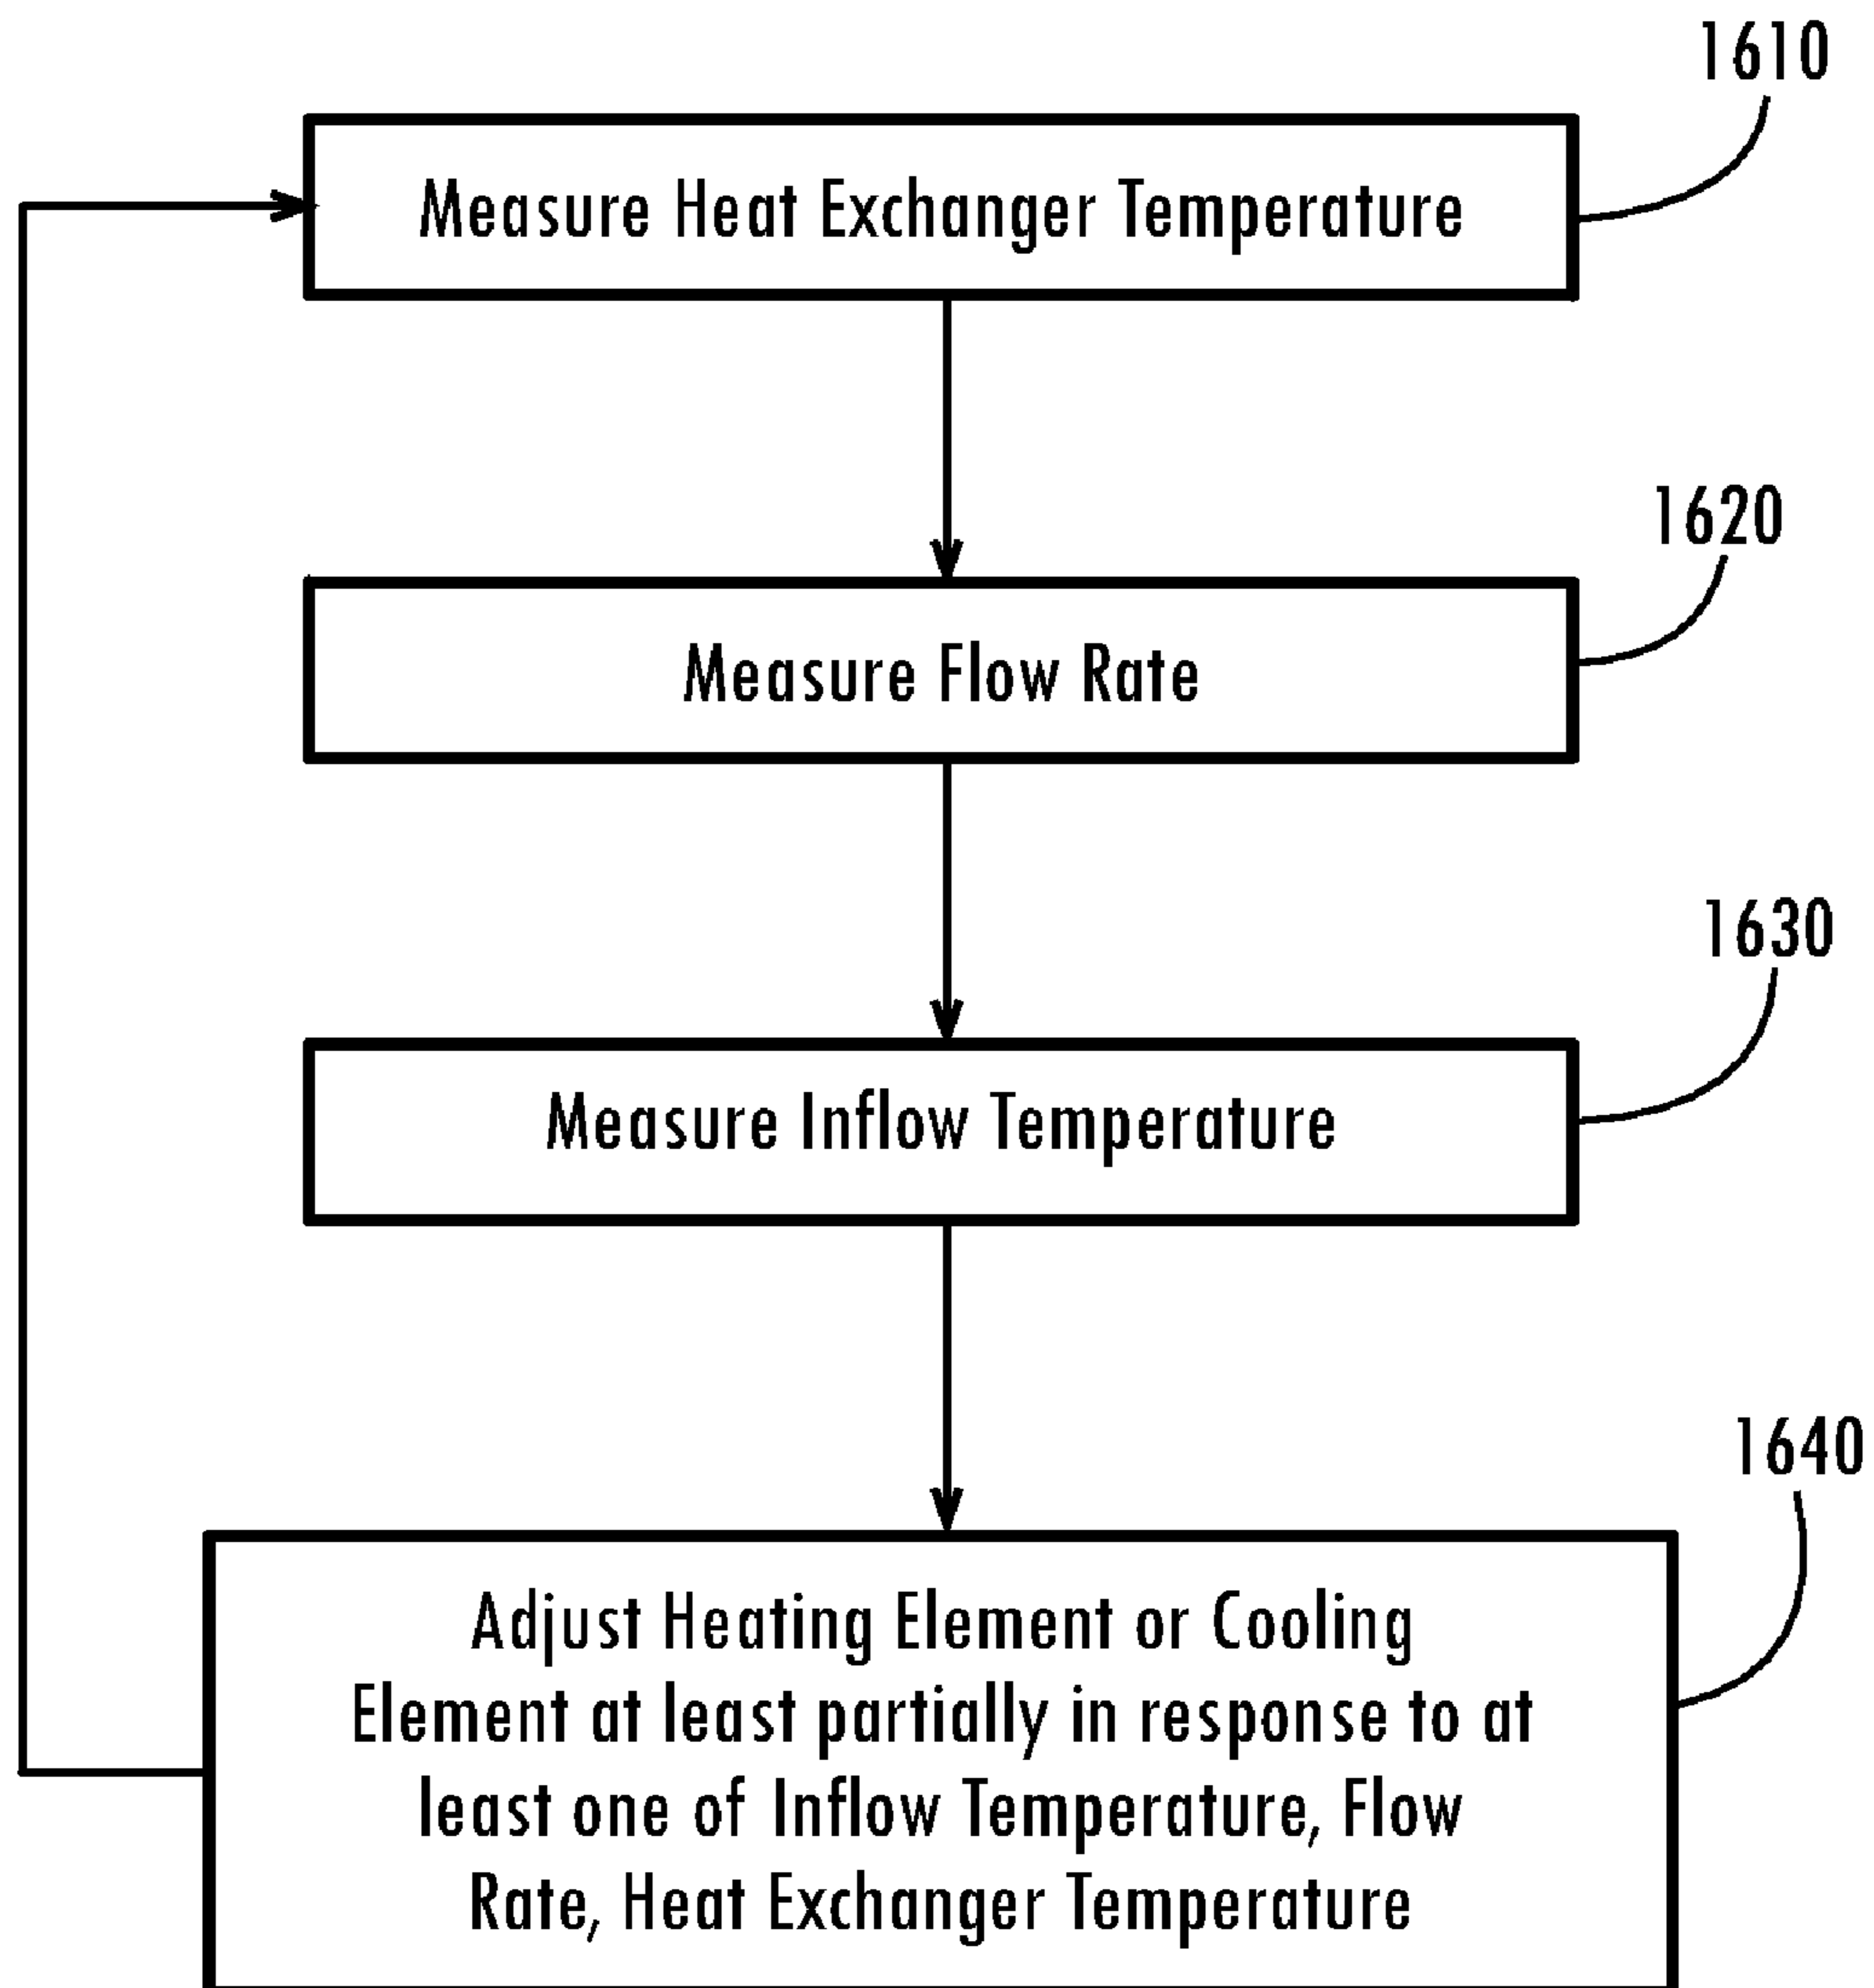 1610
Measure Heat Exchanger Temperature
1620
Measure Flow Rate
1630
Measure Inflow Temperature
1640
Adjust Heating Element or Cooling
Element at least partially in response to at
least one of Inflow Temperature, Flow
Rate, Heat Exchanger Temperature